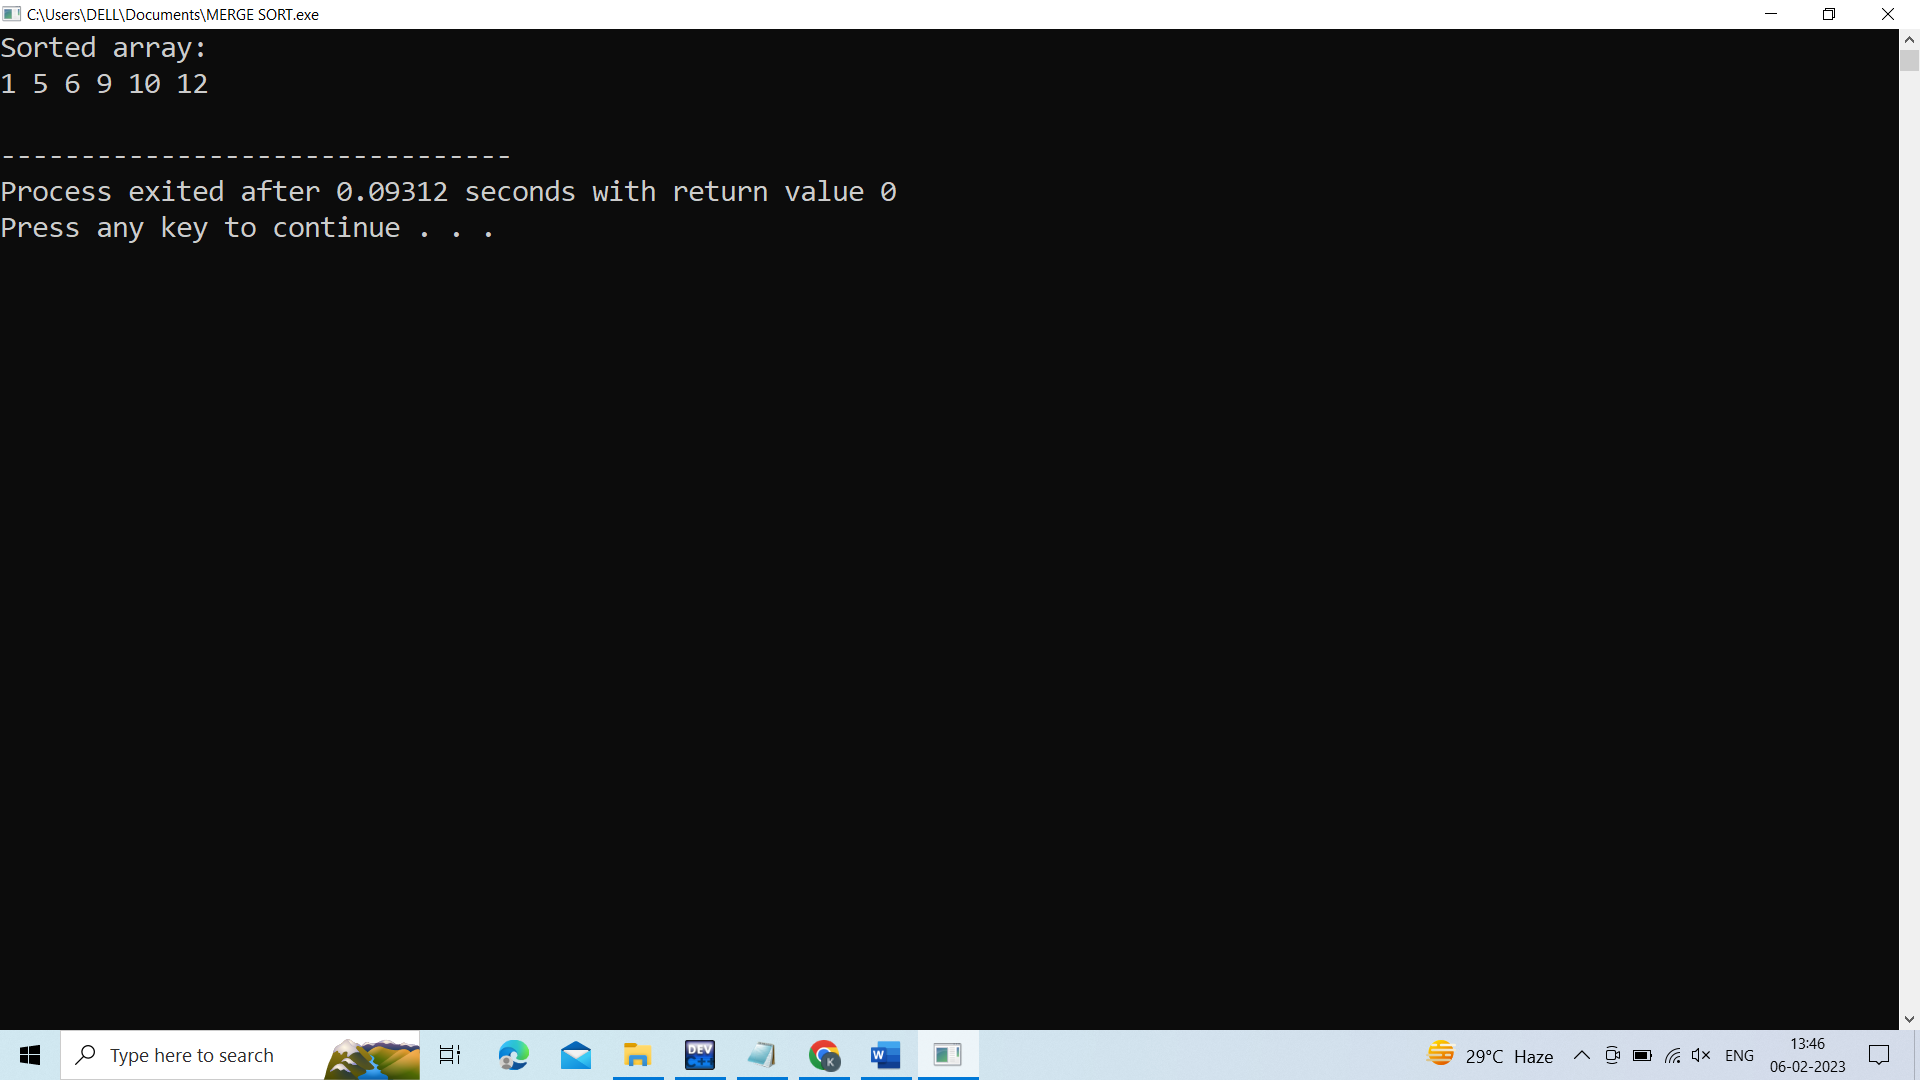 C:\Users\DELL\Documents\MERGE SORT.exe
Sorted array:
1 5 6 9 10 12
--------------------------------
Process exited after 0.09312 seconds with return value 0
Press any key to continue . . .
Type here to search
DEV
C++
K
W
29°C Haze
ENG
13:46
06-02-2023